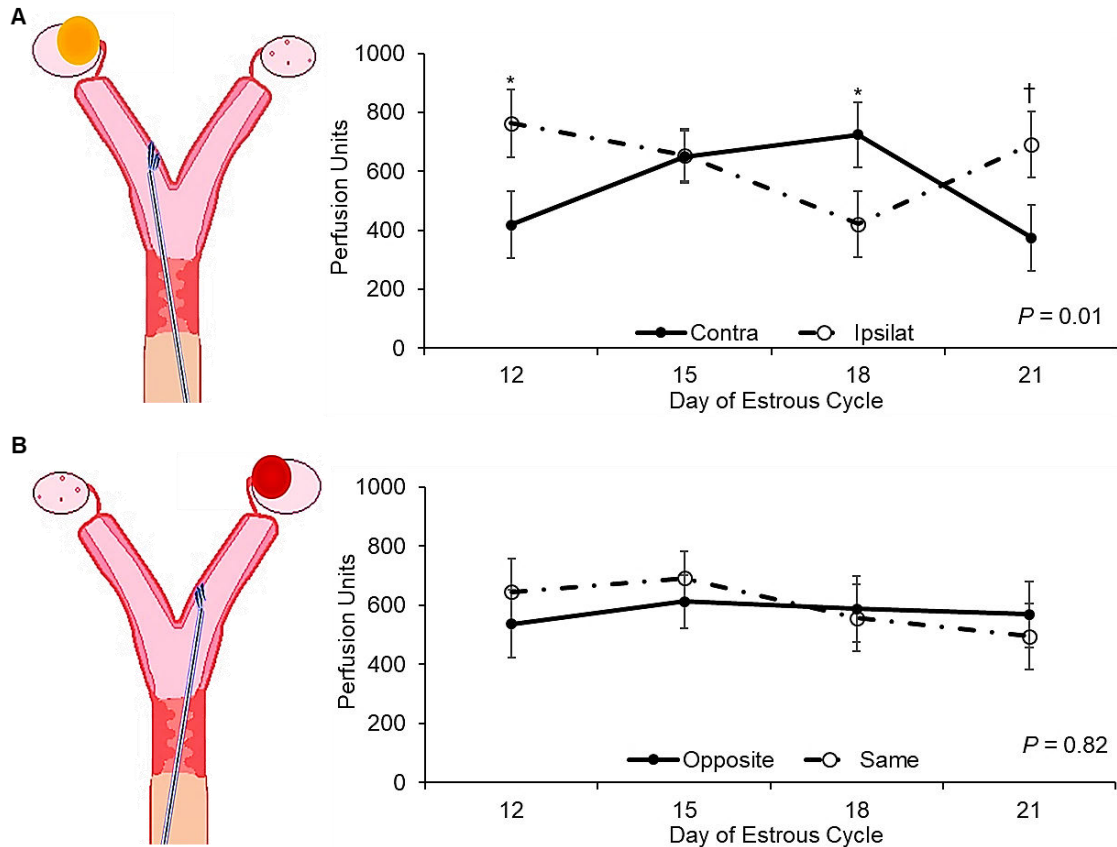 A
1000
800
600
400
200
0
Perfusion Units
* * †
Contra Ipsilat
P = 0.01
12 15 18 21
Day of Estrous Cycle
B
1000
800
600
400
200
0
Perfusion Units
Opposite Same
P = 0.82
12 15 18 21
Day of Estrous Cycle